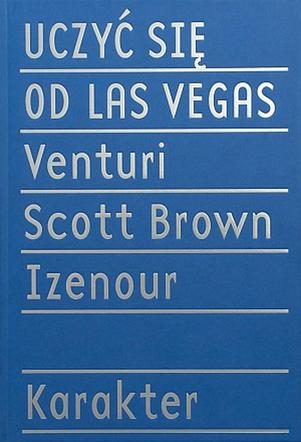 UCZYĆ SIĘ
OD LAS VEGAS
Venturi
Scott Brown
Izenour
Karakter